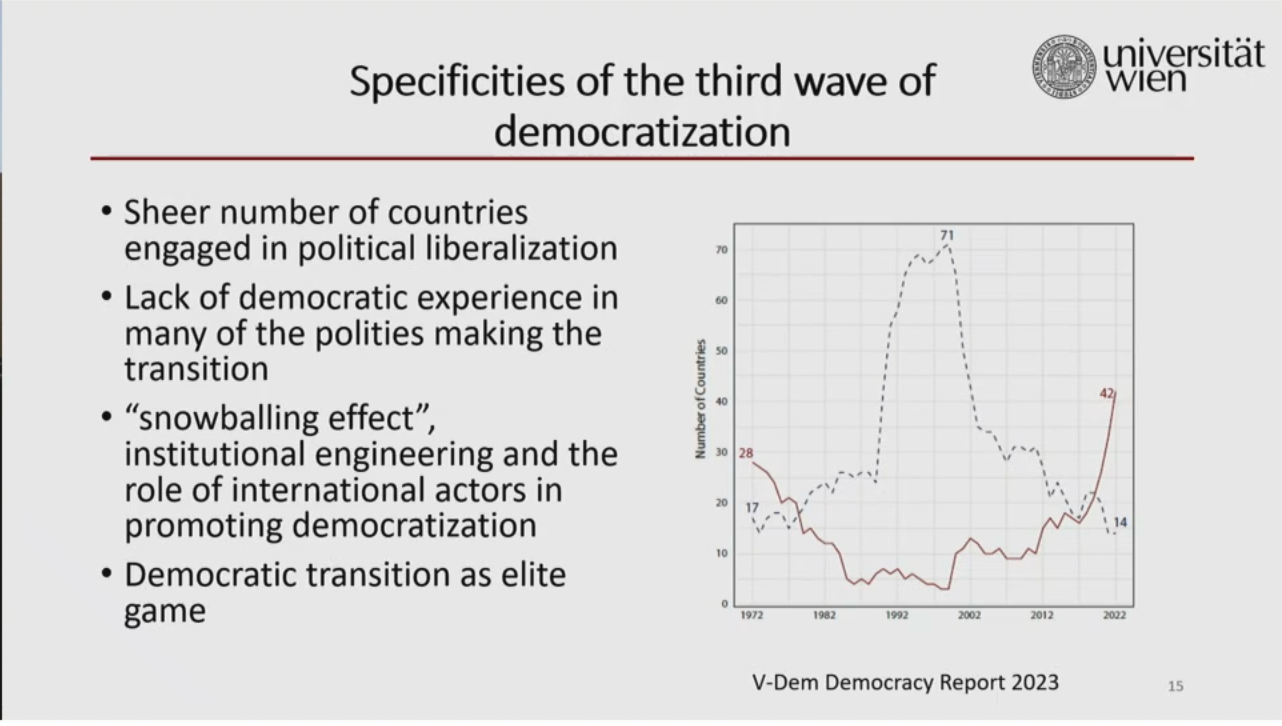 universität
wien
Specificities of the third wave of
democratization
• Sheer number of countries
engaged in political liberalization
• Lack of democratic experience in
many of the polities making the
transition
• “snowballing effect”,
institutional engineering and the
role of international actors in
promoting democratization
• Democratic transition as elite
game
Number of Countries
70
60
50
40
30
20
10
0
71
42
28
17
14
1972
1982
1992
2002
2012
2022
V-Dem Democracy Report 2023
15